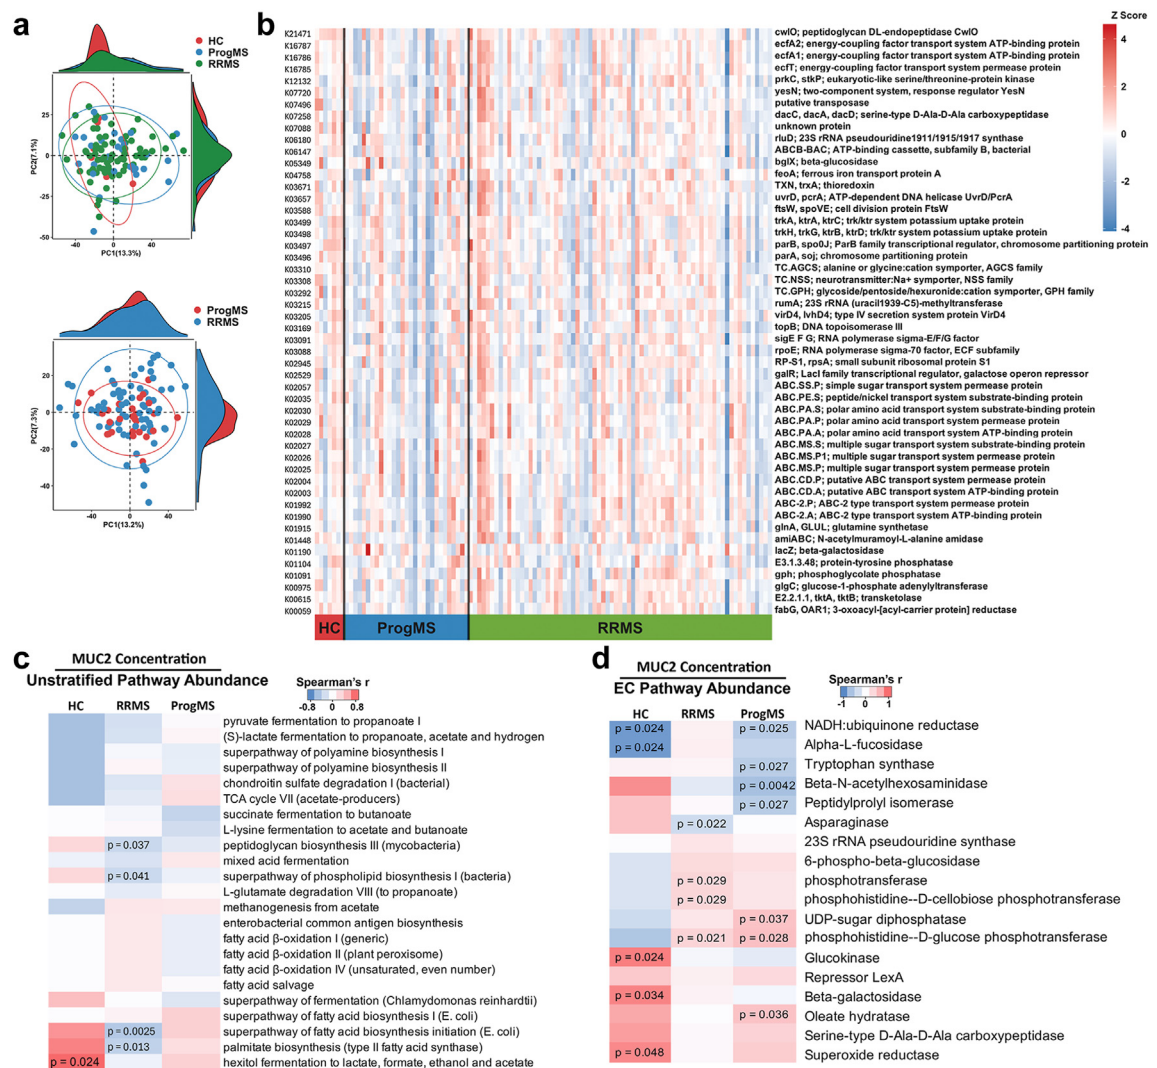 a
HC
ProgMS
RRMS
25
0
-25
-50
PC2(7.1%)
-40
0
40
PC1(13.3%)
ProgMS
RRMS
20
0
-20
-40
PC2(7.3%)
-40
0
40
PC1(13.2%)
b
Z Score
4
2
0
-2
-4
K21471
K16787
K16786
K16785
K12132
K07720
K07496
K07258
K07088
K06180
K06147
K05349
K04758
K03671
K03657
K03588
K03499
K03498
K03497
K03496
K03310
K03308
K03292
K03215
K03205
K03169
K03091
K03088
K02945
K02529
K02057
K02035
K02030
K02029
K02028
K02027
K02026
K02025
K02004
K02003
K01992
K01990
K01915
K01448
K01190
K01104
K01091
K00975
K00615
K00059
cwlO; peptidoglycan DL-endopeptidase CwlO
ecfA2; energy-coupling factor transport system ATP-binding protein
ecfA1; energy-coupling factor transport system ATP-binding protein
ecfT; energy-coupling factor transport system permease protein
prkC, stkP; eukaryotic-like serine/threonine-protein kinase
yesN; two-component system, response regulator YesN
putative transposase
dacC, dacA, dacD; serine-type D-Ala-D-Ala carboxypeptidase
unknown protein
rluD; 23S rRNA pseudouridine1911/1915/1917 synthase
ABCB-BAC; ATP-binding cassette, subfamily B, bacterial
bglX; beta-glucosidase
feoA; ferrous iron transport protein A
TXN, trxA; thioredoxin
uvrD, pcrA; ATP-dependent DNA helicase UvrD/PcrA
ftsW, spoVE; cell division protein FtsW
trkA, ktrA, ktrC; trk/ktr system potassium uptake protein
trkH, trkG, ktrB, ktrD; trk/ktr system potassium uptake protein
parB, spo0J; ParB family transcriptional regulator, chromosome partitioning protein
parA, soj; chromosome partitioning protein
TC.AGCS; alanine or glycine:cation symporter, AGCS family
TC.NSS; neurotransmitter:Na+ symporter, NSS family
TC.GPH; glycoside/pentoside/hexuronide:cation symporter, GPH family
rumA; 23S rRNA (uracil1939-C5)-methyltransferase
virD4, lvhD4; type IV secretion system protein VirD4
topB; DNA topoisomerase III
sigE F G; RNA polymerase sigma-E/F/G factor
rpoE; RNA polymerase sigma-70 factor, ECF subfamily
RP-S1, rpsA; small subunit ribosomal protein S1
galR; LacI family transcriptional regulator, galactose operon repressor
ABC.SS.P; simple sugar transport system permease protein
ABC.PE.S; peptide/nickel transport system substrate-binding protein
ABC.PA.S; polar amino acid transport system substrate-binding protein
ABC.PA.P; polar amino acid transport system permease protein
ABC.PA.A; polar amino acid transport system ATP-binding protein
ABC.MS.S; multiple sugar transport system substrate-binding protein
ABC.MS.P1; multiple sugar transport system permease protein
ABC.MS.P; multiple sugar transport system permease protein
ABC.CD.P; putative ABC transport system permease protein
ABC.CD.A; putative ABC transport system ATP-binding protein
ABC-2.P; ABC-2 type transport system permease protein
ABC-2.A; ABC-2 type transport system ATP-binding protein
glnA, GLUL; glutamine synthetase
amiABC; N-acetylmuramoyl-L-alanine amidase
lacZ; beta-galactosidase
E3.1.3.48; protein-tyrosine phosphatase
gph; phosphoglycolate phosphatase
glgC; glucose-1-phosphate adenylyltransferase
E2.2.1.1, tktA, tktB; transketolase
fabG, OAR1; 3-oxoacyl-[acyl-carrier protein] reductase
HC ProgMS RRMS
c
MUC2 Concentration
Unstratified Pathway Abundance
Spearman's r
-0.8 0 0.8
HC RRMS ProgMS
pyruvate fermentation to propanoate I
(S)-lactate fermentation to propanoate, acetate and hydrogen
superpathway of polyamine biosynthesis I
superpathway of polyamine biosynthesis II
chondroitin sulfate degradation I (bacterial)
TCA cycle VII (acetate-producers)
succinate fermentation to butanoate
L-lysine fermentation to acetate and butanoate
p = 0.037 peptidoglycan biosynthesis III (mycobacteria)
mixed acid fermentation
p = 0.041 superpathway of phospholipid biosynthesis I (bacteria)
L-glutamate degradation VIII (to propanoate)
methanogenesis from acetate
enterobacterial common antigen biosynthesis
fatty acid β-oxidation I (generic)
fatty acid β-oxidation II (plant peroxisome)
fatty acid β-oxidation IV (unsaturated, even number)
fatty acid salvage
superpathway of fermentation (Chlamydomonas reinhardtii)
superpathway of fatty acid biosynthesis I (E. coli)
p = 0.0025 superpathway of fatty acid biosynthesis initiation (E. coli)
p = 0.013 palmitate biosynthesis (type II fatty acid synthase)
p = 0.024 hexitol fermentation to lactate, formate, ethanol and acetate
d
MUC2 Concentration
EC Pathway Abundance
Spearman's r
-1 0 1
HC RRMS ProgMS
p = 0.024 p = 0.025 NADH:ubiquinone reductase
p = 0.024 Alpha-L-fucosidase
p = 0.027 Tryptophan synthase
p = 0.0042 Beta-N-acetylhexosaminidase
p = 0.027 Peptidylprolyl isomerase
p = 0.022 Asparaginase
23S rRNA pseudouridine synthase
6-phospho-beta-glucosidase
p = 0.029 phosphotransferase
p = 0.029 phosphohistidine--D-cellobiose phosphotransferase
p = 0.037 UDP-sugar diphosphatase
p = 0.021 p = 0.028 phosphohistidine--D-glucose phosphotransferase
p = 0.024 Glucokinase
Repressor LexA
p = 0.034 Beta-galactosidase
p = 0.036 Oleate hydratase
Serine-type D-Ala-D-Ala carboxypeptidase
p = 0.048 Superoxide reductase